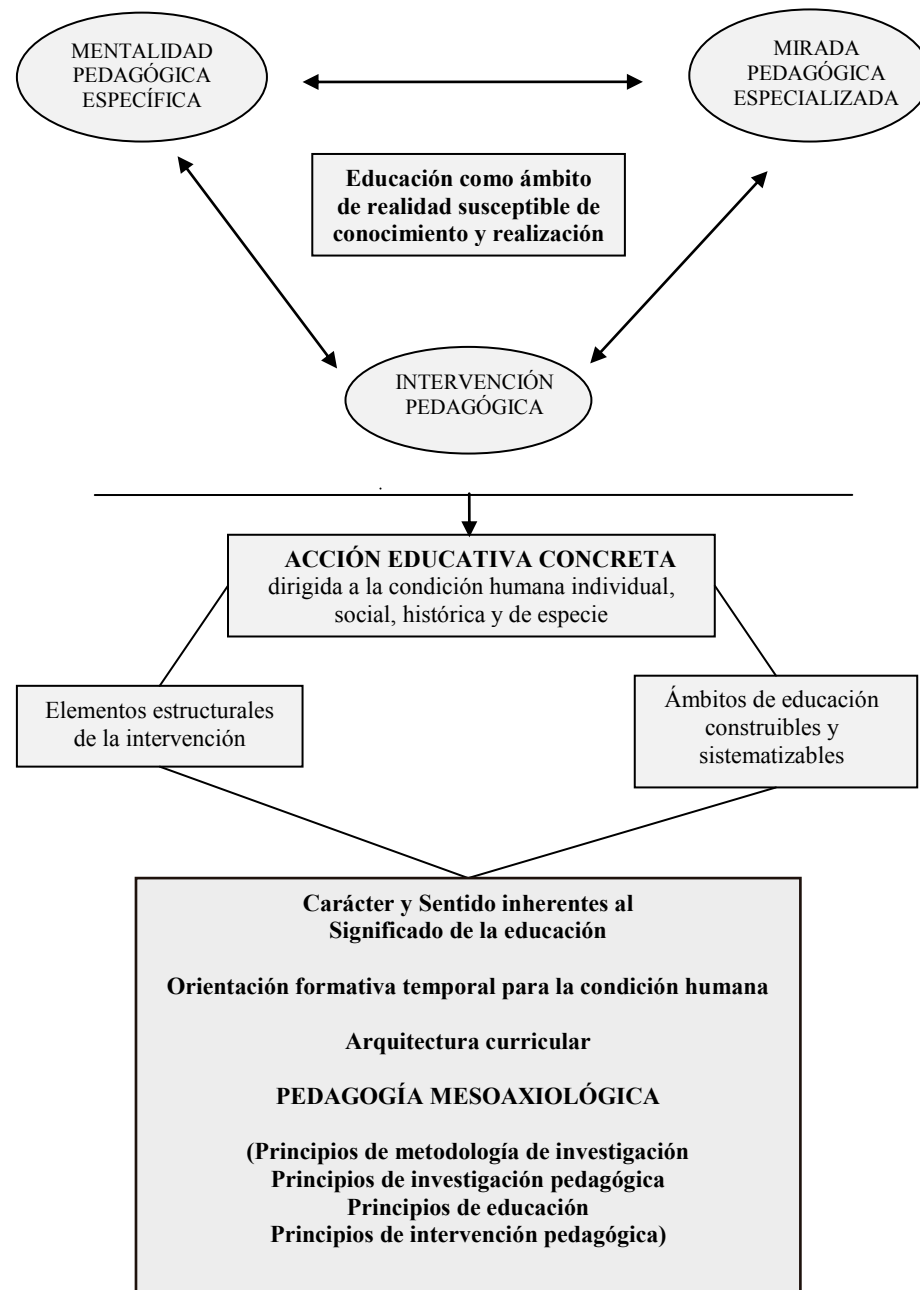 MENTALIDAD
PEDAGÓGICA
ESPECÍFICA
MIRADA
PEDAGÓGICA
ESPECIALIZADA
Educación como ámbito
de realidad susceptible de
conocimiento y realización
INTERVENCIÓN
PEDAGÓGICA
.
ACCIÓN EDUCATIVA CONCRETA
dirigida a la condición humana individual,
social, histórica y de especie
Elementos estructurales
de la intervención
Ámbitos de educación
construibles y
sistematizables
Carácter y Sentido inherentes al
Significado de la educación
Orientación formativa temporal para la condición humana
Arquitectura curricular
PEDAGOGÍA MESOAXIOLÓGICA
(Principios de metodología de investigación
Principios de investigación pedagógica
Principios de educación
Principios de intervención pedagógica)